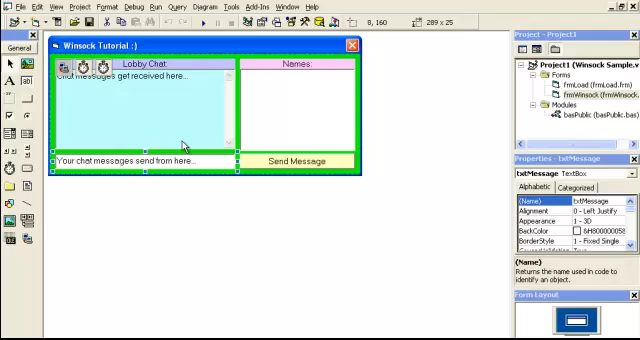 File Edit View Project Format Debug Run Query Diagram Tools Add-Ins Window Help
8, 160
289 x 25
General
Winsock Tutorial :)
Lobby Chat:
Names:
Chat messages get received here...
Your chat messages send from here...
Send Message
Project - Project1
Project1 (Winsock Sample.v
Forms
frmLoad (frmLoad.frm)
frmWinsock (frmWinsock.
Modules
basPublic (basPublic.bas)
Properties - txtMessage
txtMessage TextBox
Alphabetic Categorized
(Name) txtMessage
Alignment 0 - Left Justify
Appearance 1 - 3D
BackColor &H800000058
BorderStyle 1 - Fixed Single
(Name)
Returns the name used in code to
identify an object.
Form Layout